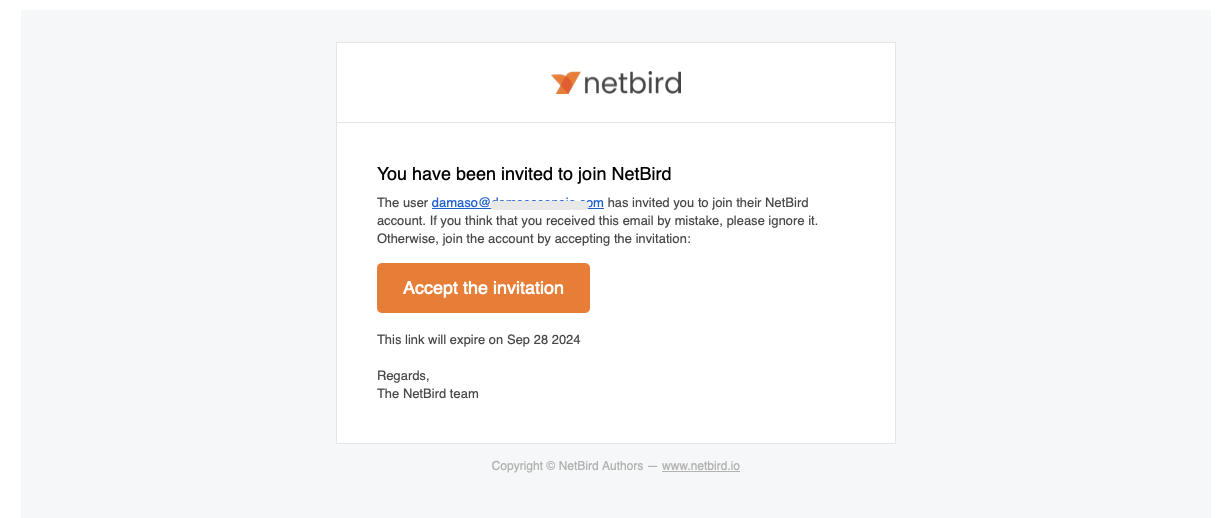 netbird
You have been invited to join NetBird
The user damaso@ has invited you to join their NetBird
account. If you think that you received this email by mistake, please ignore it.
Otherwise, join the account by accepting the invitation:
Accept the invitation
This link will expire on Sep 28 2024
Regards,
The NetBird team
Copyright © NetBird Authors — www.netbird.io